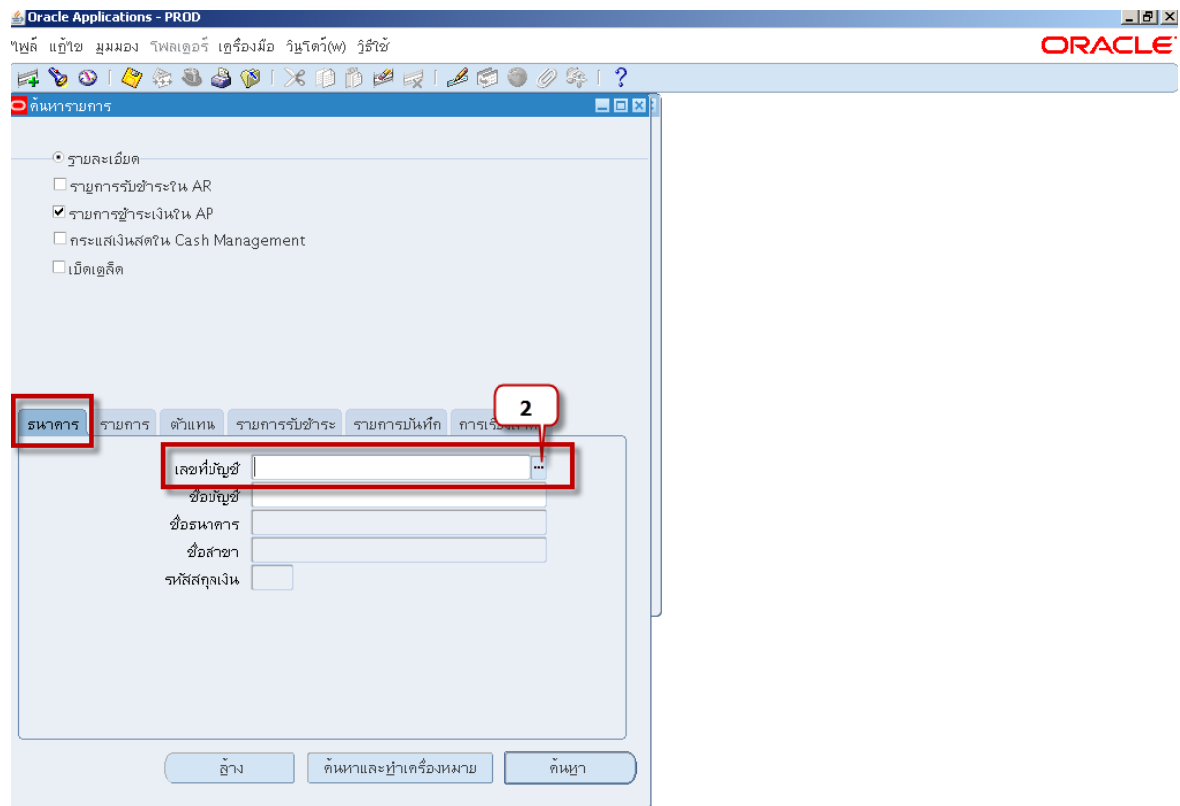 Oracle Applications - PROD
ไฟล์ แก้ไข มุมมอง โฟลเดอร์ เครื่องมือ วินโดว์(w) วิธีใช้
ORACLE
?
ค้นหารายการ
รายละเอียด
รายการรับชำระใน AR
รายการชำระเงินใน AP
กระแสเงินสดใน Cash Management
เบ็ดเตล็ด
2
ธนาคาร รายการ ตัวแทน รายการรับชำระ รายการบันทึก
เลขที่บัญชี ...
ชื่อบัญชี
ชื่อธนาคาร
ชื่อสาขา
รหัสสกุลเงิน
ล้าง ค้นหาและทำเครื่องหมาย ค้นหา